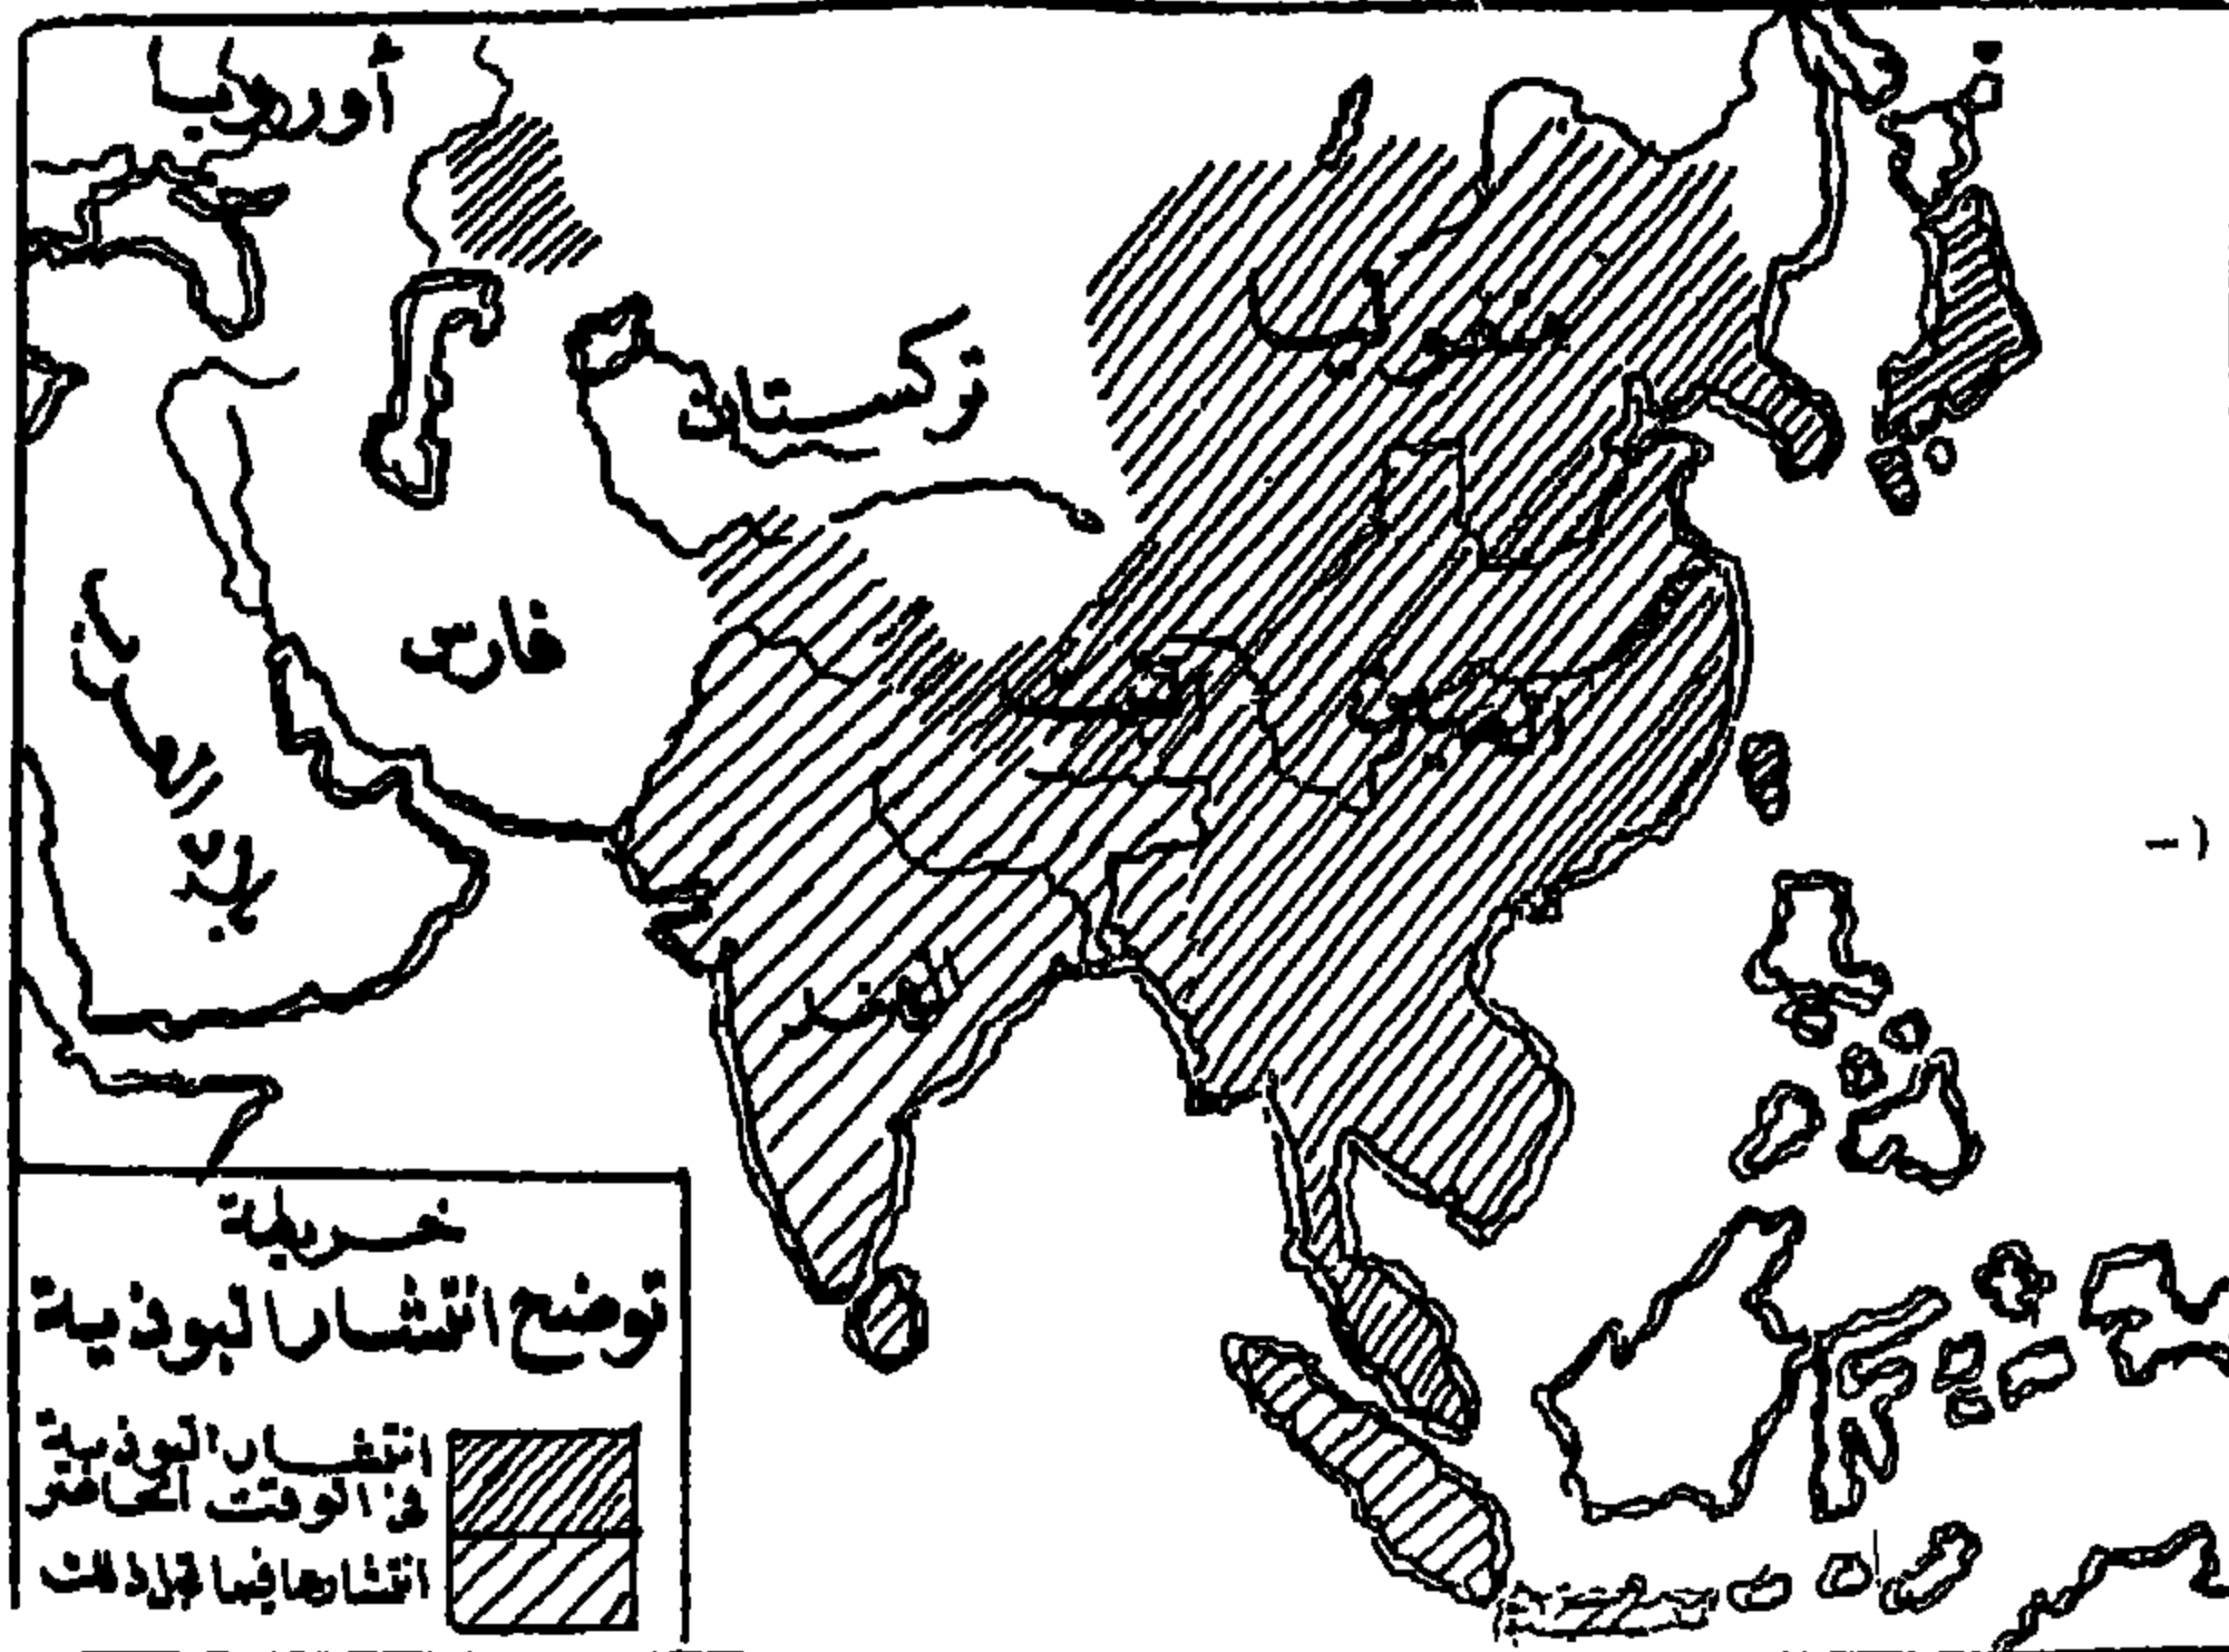 أوروبا
تركستان
منغوليا
فارس
التبت
الصين
بلاد
العرب
الهند
خريطة
توضح انتشار البوذية
انتشار البوذية
في الوقت الحاضر
انتشارها فيما قبل ذلك